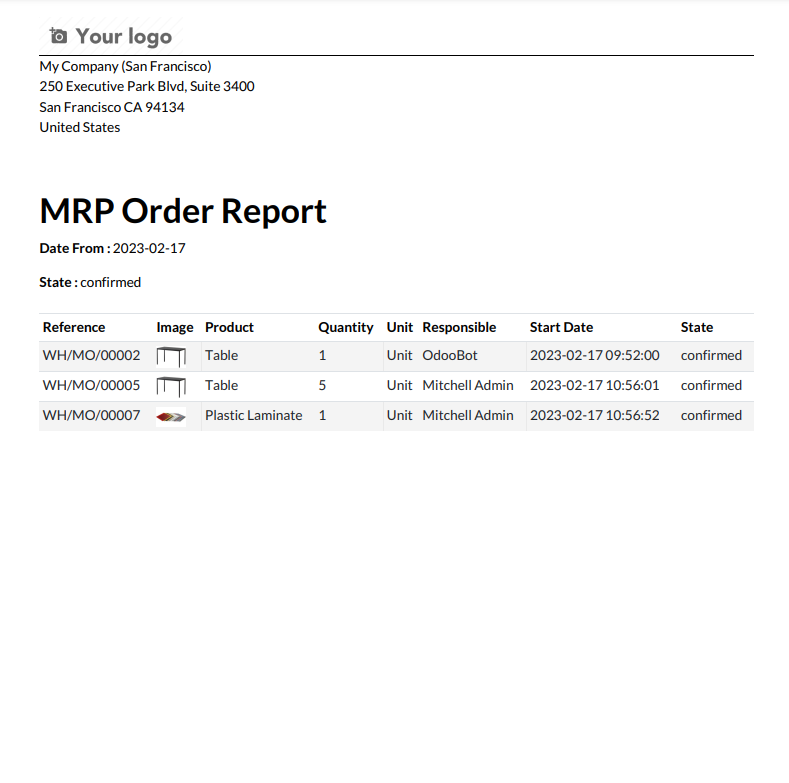 Your logo
My Company (San Francisco)
250 Executive Park Blvd, Suite 3400
San Francisco CA 94134
United States
MRP Order Report
Date From : 2023-02-17
State : confirmed
Reference Image Product Quantity Unit Responsible Start Date State
WH/MO/00002 Table 1 Unit OdooBot 2023-02-17 09:52:00 confirmed
WH/MO/00005 Table 5 Unit Mitchell Admin 2023-02-17 10:56:01 confirmed
WH/MO/00007 Plastic Laminate 1 Unit Mitchell Admin 2023-02-17 10:56:52 confirmed